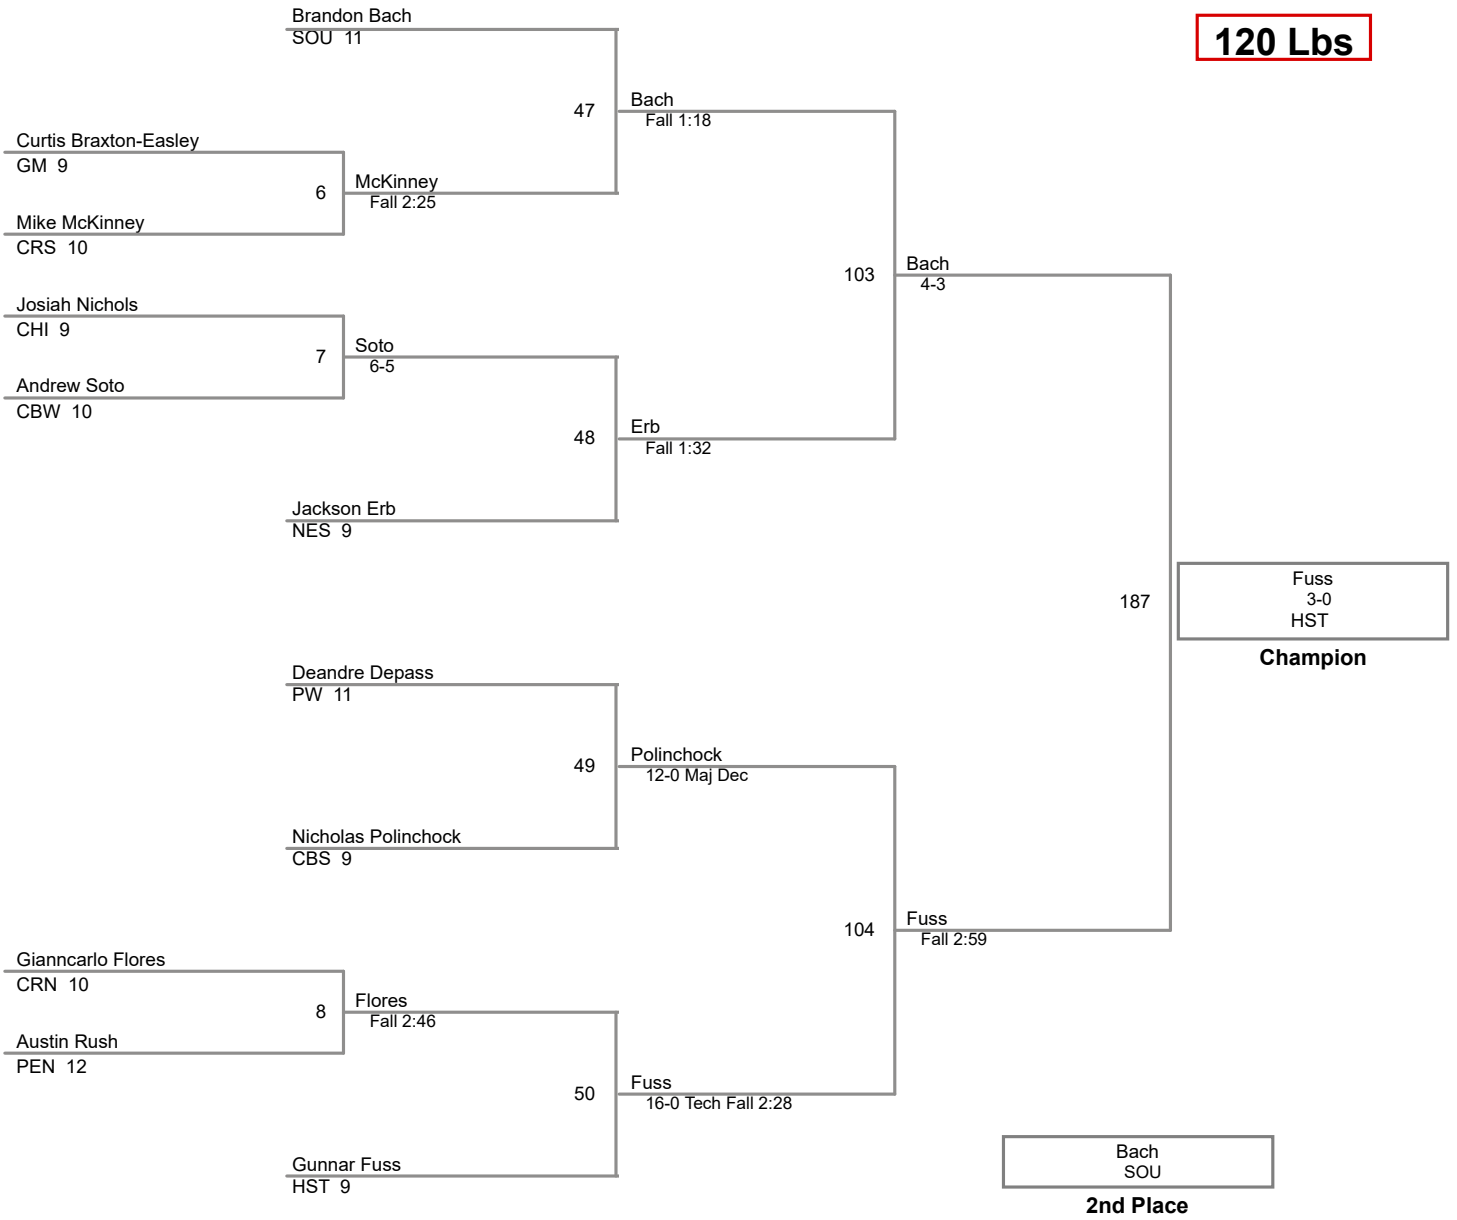 Brandon Bach
SOU 11
120 Lbs
47
Bach
Fall 1:18
Curtis Braxton-Easley
GM 9
6
McKinney
Fall 2:25
Mike McKinney
CRS 10
103
Bach
4-3
Josiah Nichols
CHI 9
7
Soto
6-5
Andrew Soto
CBW 10
48
Erb
Fall 1:32
Jackson Erb
NES 9
187
Fuss
3-0
HST
Champion
Deandre Depass
PW 11
49
Polinchock
12-0 Maj Dec
Nicholas Polinchock
CBS 9
104
Fuss
Fall 2:59
Gianncarlo Flores
CRN 10
8
Flores
Fall 2:46
Austin Rush
PEN 12
50
Fuss
16-0 Tech Fall 2:28
Gunnar Fuss
HST 9
Bach
SOU
2nd Place